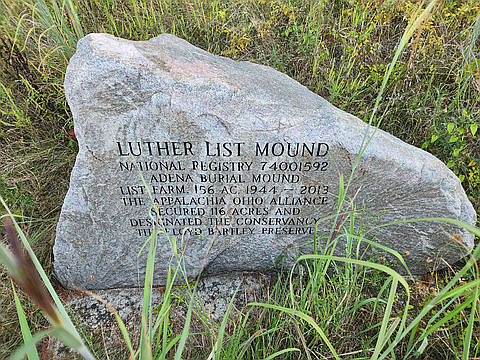 LUTHER LIST MOUND
NATIONAL REGISTRY 74001592
ADENA BURIAL MOUND
LIST FARM. 156 AC. 1944 - 2013
THE APPALACHIA OHIO ALLIANCE
SECURED 116 ACRES AND
DESIGNATED THE CONSERVANCY
THE FLOYD BARTLEY PRESERVE